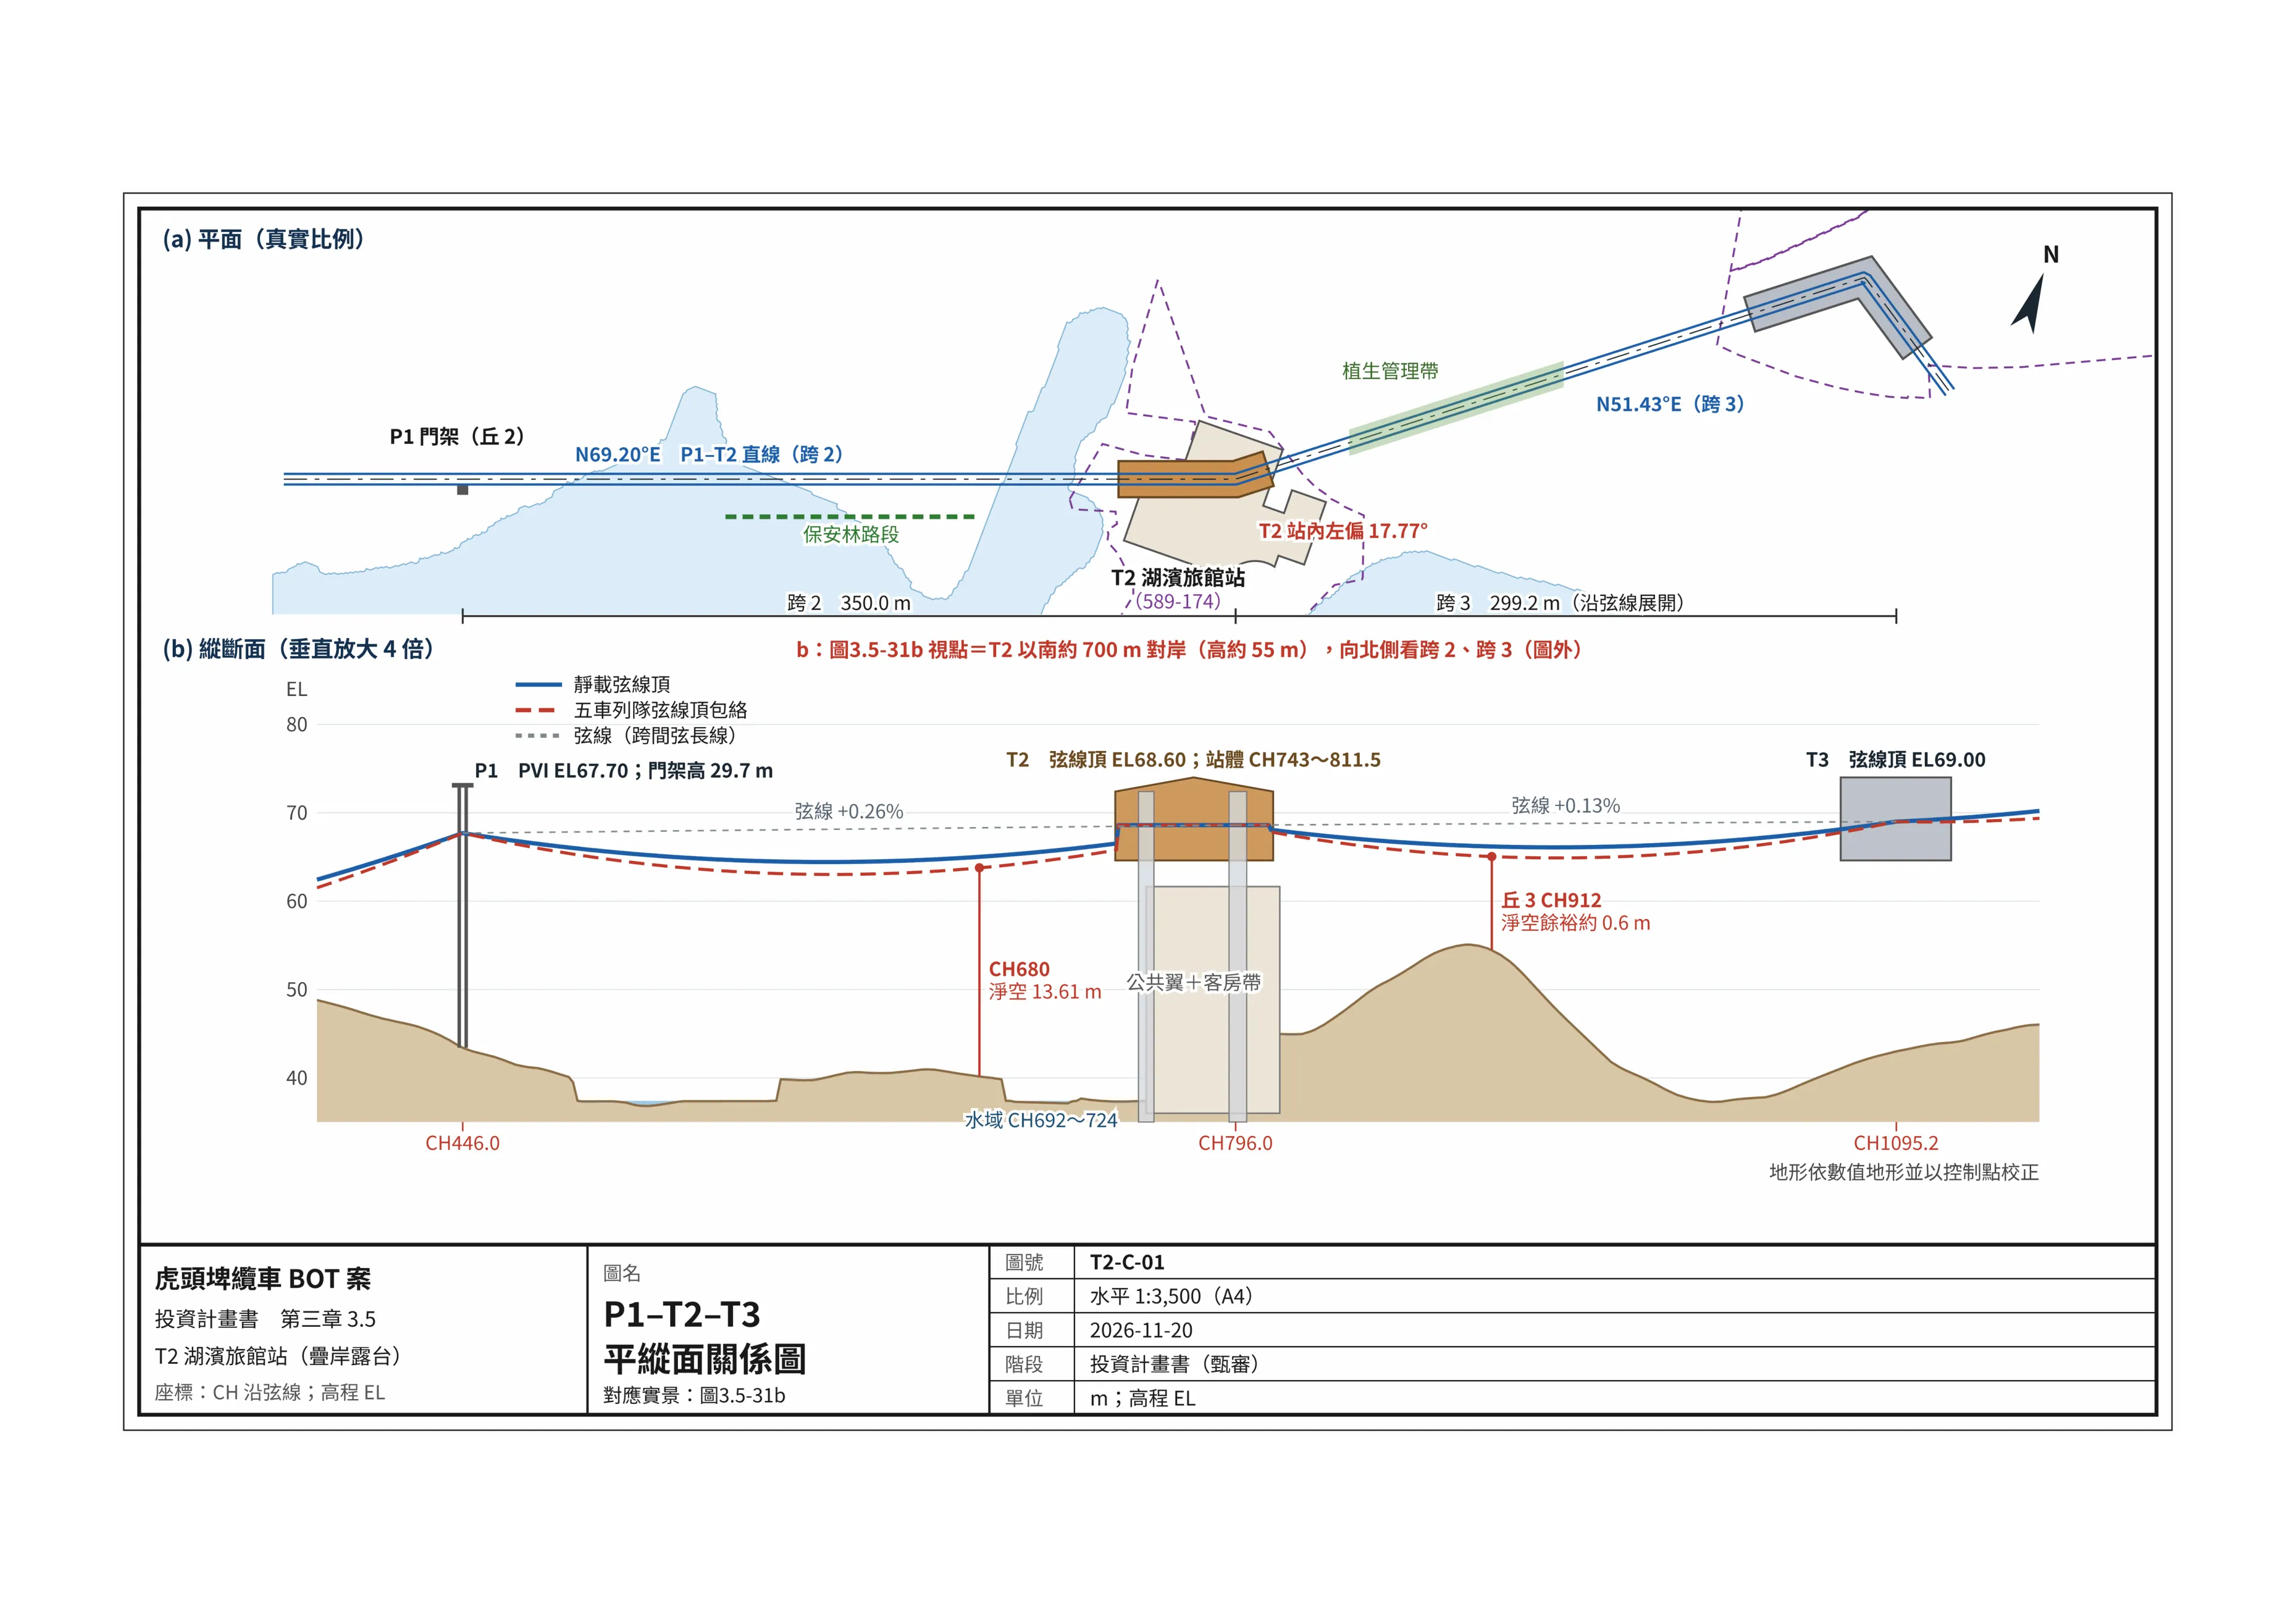 (a) 平面（真實比例）
N
植生管理帶
N51.43°E（跨 3）
P1 門架（丘 2）
N69.20°E　P1–T2 直線（跨 2）
保安林路段
T2 站內左偏 17.77°
T2 湖濱旅館站
（589-174）
跨 2　350.0 m
跨 3　299.2 m（沿弦線展開）
(b) 縱斷面（垂直放大 4 倍）
b：圖3.5-31b 視點＝T2 以南約 700 m 對岸（高約 55 m），向北側看跨 2、跨 3（圖外）
EL
80
70
60
50
40
靜載弦線頂
五車列隊弦線頂包絡
弦線（跨間弦長線）
P1　PVI EL67.70；門架高 29.7 m
T2　弦線頂 EL68.60；站體 CH743～811.5
T3　弦線頂 EL69.00
弦線 +0.26%
弦線 +0.13%
丘 3 CH912
淨空餘裕約 0.6 m
CH680
淨空 13.61 m
公共翼＋客房帶
水域 CH692～724
CH446.0
CH796.0
CH1095.2
地形依數值地形並以控制點校正
虎頭埤纜車 BOT 案
投資計畫書　第三章 3.5
T2 湖濱旅館站（疊岸露台）
座標：CH 沿弦線；高程 EL
圖名
P1–T2–T3
平縱面關係圖
對應實景：圖3.5-31b
圖號 T2-C-01
比例 水平 1:3,500（A4）
日期 2026-11-20
階段 投資計畫書（甄審）
單位 m；高程 EL